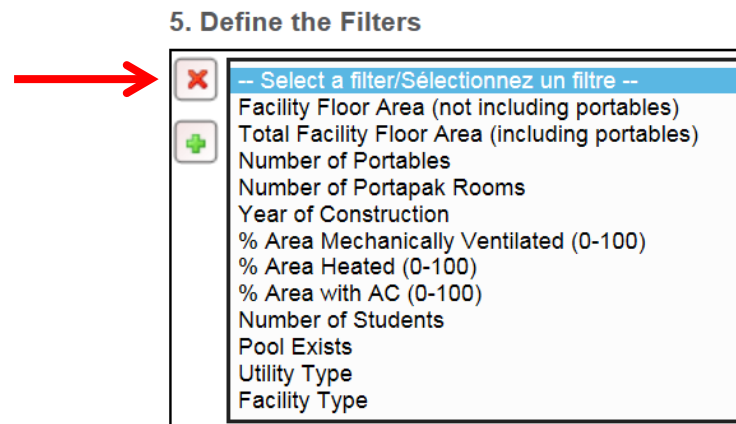 5. Define the Filters
-- Select a filter/Sélectionnez un filtre --
Facility Floor Area (not including portables)
Total Facility Floor Area (including portables)
Number of Portables
Number of Portapak Rooms
Year of Construction
% Area Mechanically Ventilated (0-100)
% Area Heated (0-100)
% Area with AC (0-100)
Number of Students
Pool Exists
Utility Type
Facility Type